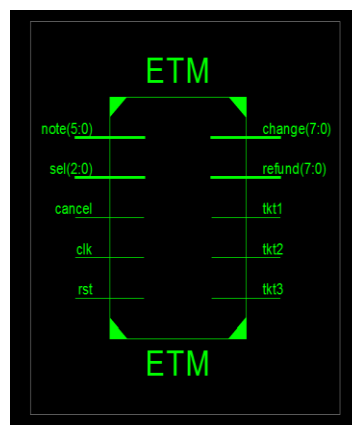 ETM
note(5:0) change(7:0)
sel(2:0) refund(7:0)
cancel tkt1
clk tkt2
rst tkt3
ETM